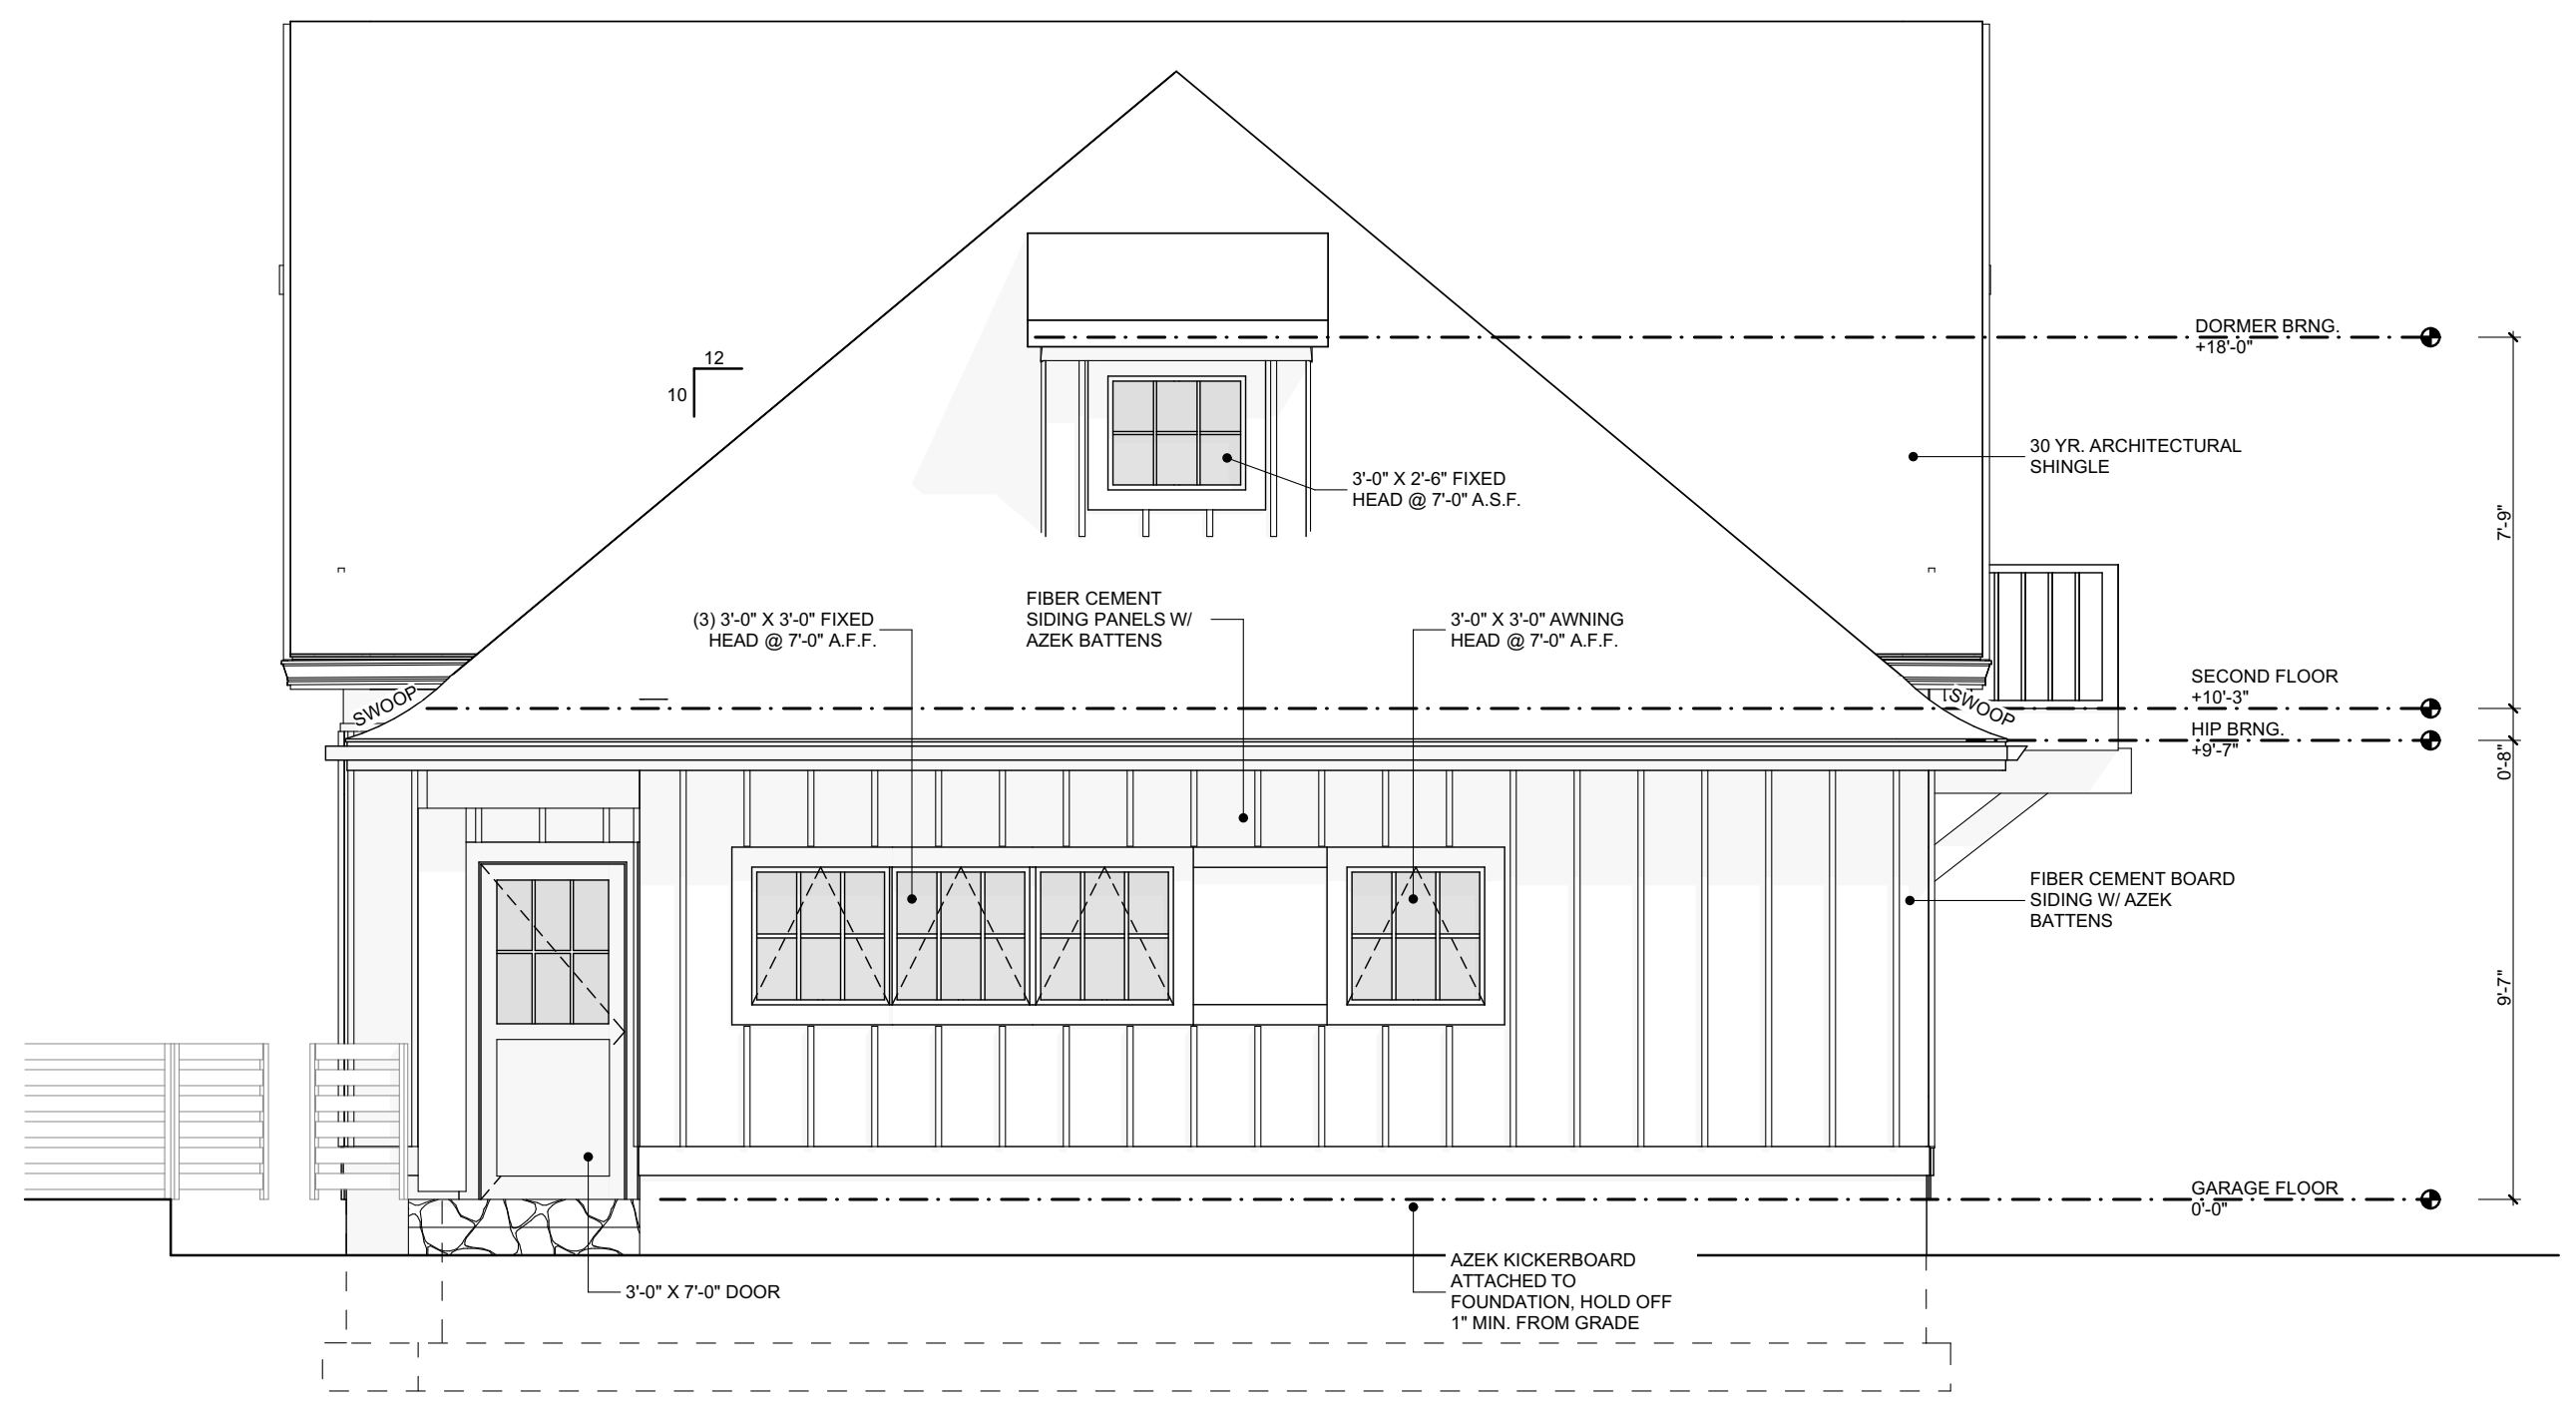 DORMER BRNG.
+18'-0"
12
10
30 YR. ARCHITECTURAL
SHINGLE
3'-0" X 2'-6" FIXED
HEAD @ 7'-0" A.S.F.
7'-9"
FIBER CEMENT
SIDING PANELS W/
AZEK BATTENS
(3) 3'-0" X 3'-0" FIXED
HEAD @ 7'-0" A.F.F.
3'-0" X 3'-0" AWNING
HEAD @ 7'-0" A.F.F.
SECOND FLOOR
+10'-3"
SWOOP
SWOOP
HIP BRNG.
+9'-7"
0'-8"
FIBER CEMENT BOARD
SIDING W/ AZEK
BATTENS
9'-7"
GARAGE FLOOR
0'-0"
AZEK KICKERBOARD
ATTACHED TO
FOUNDATION, HOLD OFF
1" MIN. FROM GRADE
3'-0" X 7'-0" DOOR